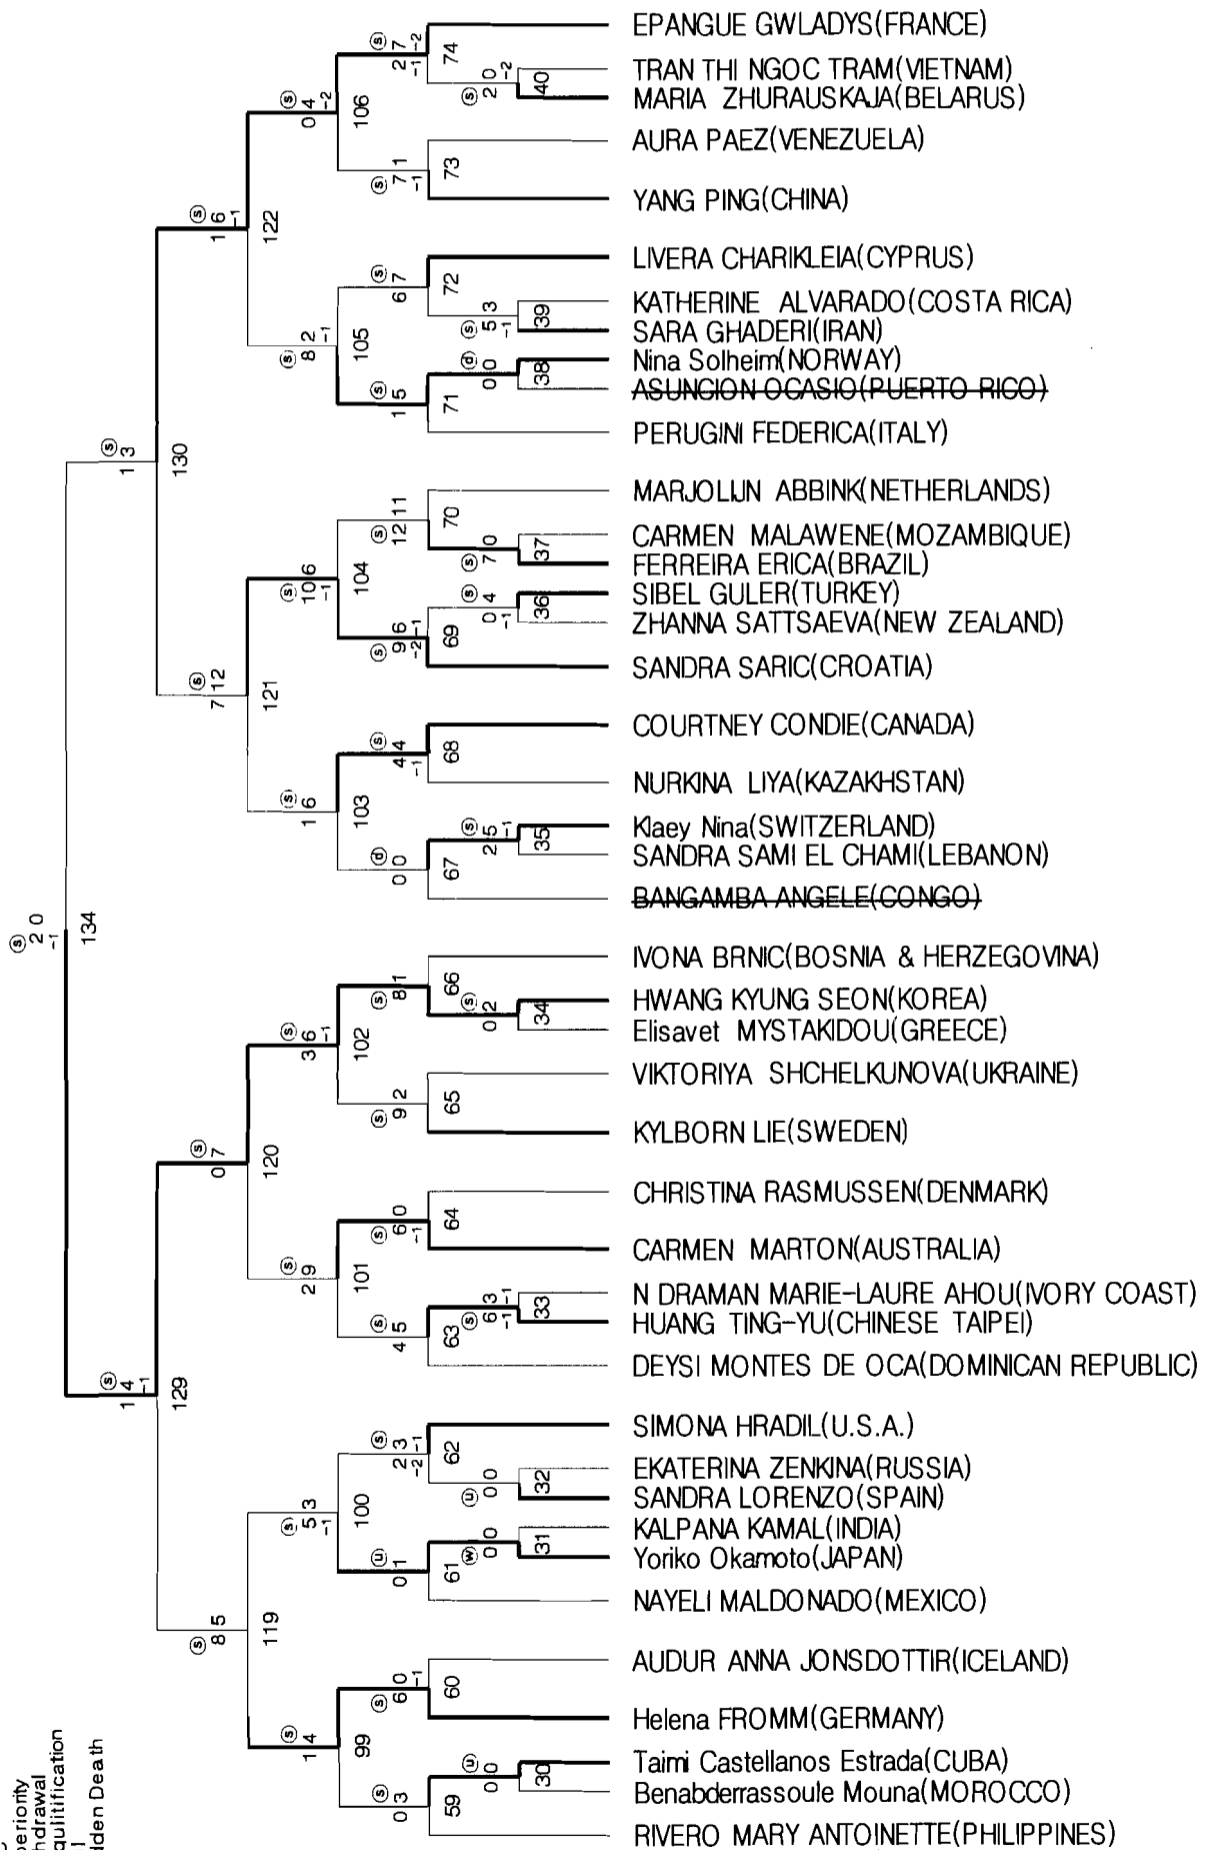 EPANGUE GWLADYS(FRANCE)
TRAN THI NGOC TRAM(VIETNAM)
MARIA ZHURAUSKAJA(BELARUS)
AURA PAEZ(VENEZUELA)
YANG PING(CHINA)
LIVERA CHARIKLEIA(CYPRUS)
KATHERINE ALVARADO(COSTA RICA)
SARA GHADERI(IRAN)
Nina Solheim(NORWAY)
ASUNCION OCASIO(PUERTO RICO)
PERUGINI FEDERICA(ITALY)
MARJOLIJN ABBINK(NETHERLANDS)
CARMEN MALAWENE(MOZAMBIQUE)
FERREIRA ERICA(BRAZIL)
SIBEL GULER(TURKEY)
ZHANNA SATTSAEVA(NEW ZEALAND)
SANDRA SARIC(CROATIA)
COURTNEY CONDIE(CANADA)
NURKINA LIYA(KAZAKHSTAN)
Klaey Nina(SWITZERLAND)
SANDRA SAMI EL CHAMI(LEBANON)
BANGAMBA ANGELE(CONGO)
IVONA BRNIC(BOSNIA & HERZEGOVINA)
HWANG KYUNG SEON(KOREA)
Elisavet MYSTAKIDOU(GREECE)
VIKTORIYA SHCHELKUNOVA(UKRAINE)
KYLBORN LIE(SWEDEN)
CHRISTINA RASMUSSEN(DENMARK)
CARMEN MARTON(AUSTRALIA)
N DRAMAN MARIE-LAURE AHOU(IVORY COAST)
HUANG TING-YU(CHINESE TAIPEI)
DEYSI MONTES DE OCA(DOMINICAN REPUBLIC)
SIMONA HRADIL(U.S.A.)
EKATERINA ZENKINA(RUSSIA)
SANDRA LORENZO(SPAIN)
KALPANA KAMAL(INDIA)
Yoriko Okamoto(JAPAN)
NAYELI MALDONADO(MEXICO)
AUDUR ANNA JONSDOTTIR(ICELAND)
Helena FROMM(GERMANY)
Taimi Castellanos Estrada(CUBA)
Benabderrassoule Mouna(MOROCCO)
RIVERO MARY ANTOINETTE(PHILIPPINES)
74
40
73
72
39
38
71
70
37
36
69
68
35
67
66
34
65
64
33
63
62
32
31
61
60
30
59
106
105
104
103
102
101
100
99
122
121
120
119
130
129
134
periority
hdrawal
qulitification
dden Death